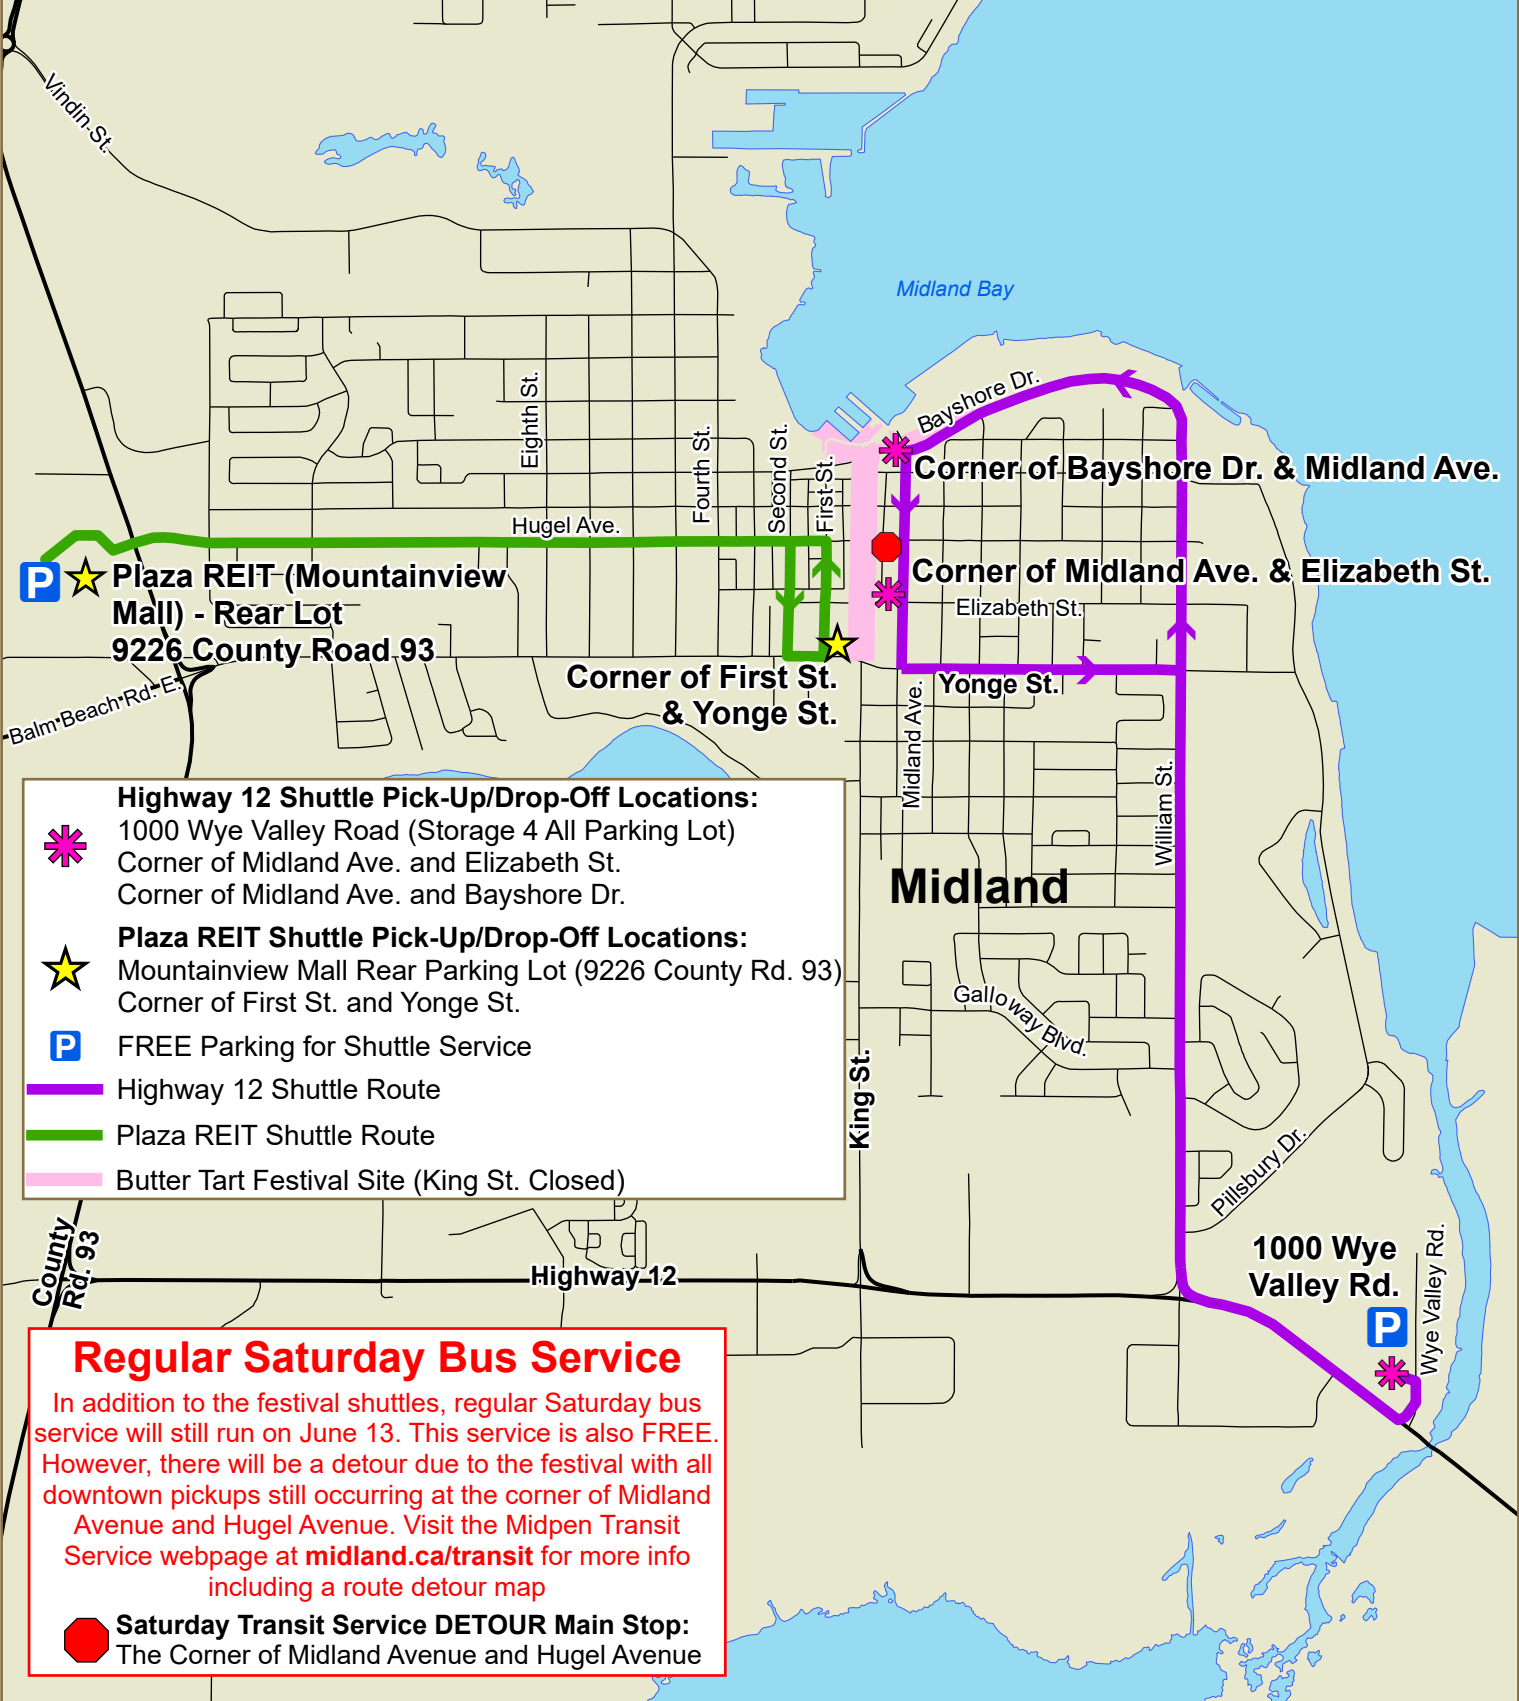 Vindin St.
Midland Bay
Bayshore Dr.
Eighth St.
Fourth St.
Second St.
First St.
Corner of Bayshore Dr. & Midland Ave.
Hugel Ave.
P
Plaza REIT (Mountainview
Mall) - Rear Lot
9226 County Road 93
Corner of Midland Ave. & Elizabeth St.
Elizabeth St.
Balm Beach Rd. E.
Corner of First St.
& Yonge St.
Yonge St.
Midland Ave.
William St.
Midland
Galloway Blvd.
King St.
Pillsbury Dr.
Highway 12 Shuttle Pick-Up/Drop-Off Locations:
1000 Wye Valley Road (Storage 4 All Parking Lot)
Corner of Midland Ave. and Elizabeth St.
Corner of Midland Ave. and Bayshore Dr.
Plaza REIT Shuttle Pick-Up/Drop-Off Locations:
Mountainview Mall Rear Parking Lot (9226 County Rd. 93)
Corner of First St. and Yonge St.
P
FREE Parking for Shuttle Service
Highway 12 Shuttle Route
Plaza REIT Shuttle Route
Butter Tart Festival Site (King St. Closed)
County
Rd. 93
Highway 12
1000 Wye
Valley Rd.
P
Wye Valley Rd.
Regular Saturday Bus Service
In addition to the festival shuttles, regular Saturday bus
service will still run on June 13. This service is also FREE.
However, there will be a detour due to the festival with all
downtown pickups still occurring at the corner of Midland
Avenue and Hugel Avenue. Visit the Midpen Transit
Service webpage at midland.ca/transit for more info
including a route detour map
Saturday Transit Service DETOUR Main Stop:
The Corner of Midland Avenue and Hugel Avenue